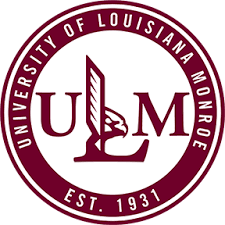 UNIVERSITY OF LOUISIANA MONROE
ULM
EST. 1931